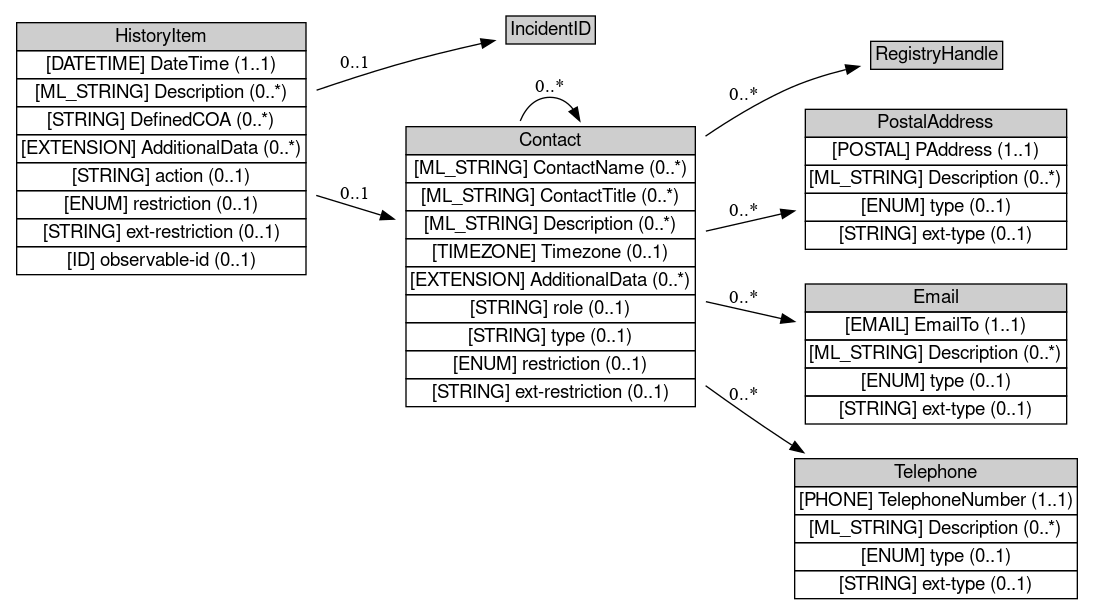 HistoryItem
[DATETIME] DateTime (1..1)
[ML_STRING] Description (0..*)
[STRING] DefinedCOA (0..*)
[EXTENSION] AdditionalData (0..*)
[STRING] action (0..1)
[ENUM] restriction (0..1)
[STRING] ext-restriction (0..1)
[ID] observable-id (0..1)
0..1
IncidentID
0..1
0..*
Contact
[ML_STRING] ContactName (0..*)
[ML_STRING] ContactTitle (0..*)
[ML_STRING] Description (0..*)
[TIMEZONE] Timezone (0..1)
[EXTENSION] AdditionalData (0..*)
[STRING] role (0..1)
[STRING] type (0..1)
[ENUM] restriction (0..1)
[STRING] ext-restriction (0..1)
0..*
RegistryHandle
0..*
PostalAddress
[POSTAL] PAddress (1..1)
[ML_STRING] Description (0..*)
[ENUM] type (0..1)
[STRING] ext-type (0..1)
0..*
Email
[EMAIL] EmailTo (1..1)
[ML_STRING] Description (0..*)
[ENUM] type (0..1)
[STRING] ext-type (0..1)
0..*
Telephone
[PHONE] TelephoneNumber (1..1)
[ML_STRING] Description (0..*)
[ENUM] type (0..1)
[STRING] ext-type (0..1)